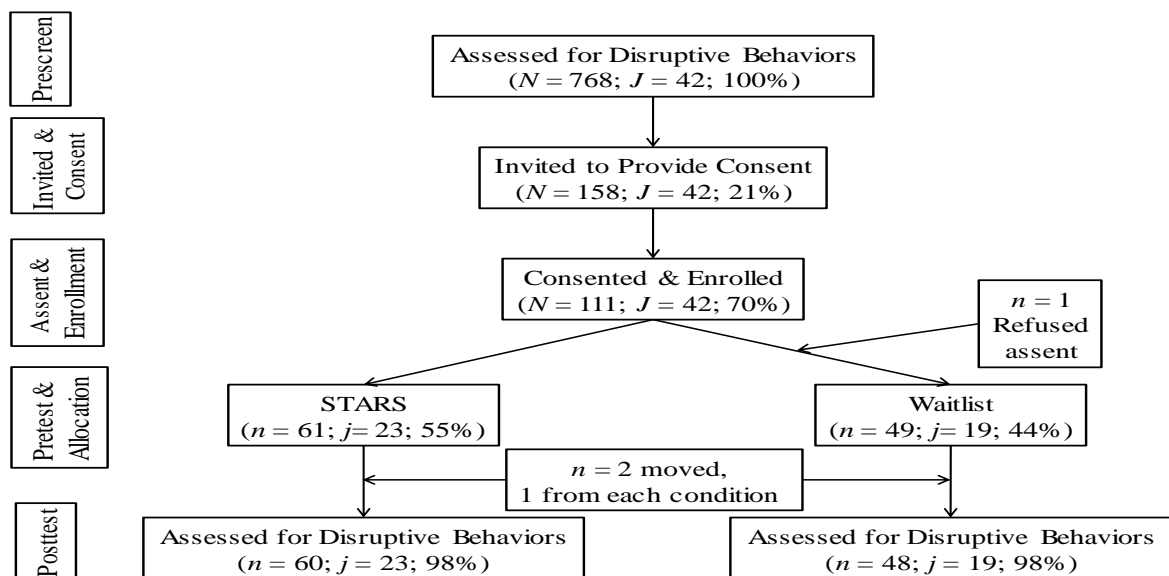 Prescreen
Assessed for Disruptive Behaviors
(N = 768; J = 42; 100%)
Invited &
Consent
Invited to Provide Consent
(N = 158; J = 42; 21%)
Assent &
Enrollment
Consented & Enrolled
(N = 111; J = 42; 70%)
n = 1
Refused
assent
Pretest &
Allocation
STARS
(n = 61; j= 23; 55%)
Waitlist
(n = 49; j= 19; 44%)
n = 2 moved,
1 from each condition
Posttest
Assessed for Disruptive Behaviors
(n = 60; j = 23; 98%)
Assessed for Disruptive Behaviors
(n = 48; j = 19; 98%)